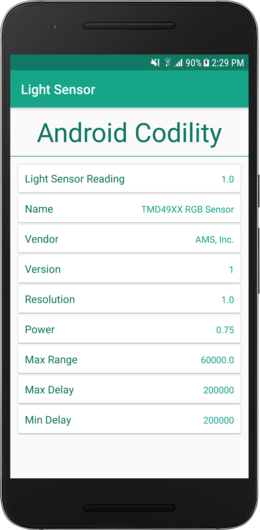 90% 2:29 PM
Light Sensor
Android Codility
Light Sensor Reading 1.0
Name TMD49XX RGB Sensor
Vendor AMS, Inc.
Version 1
Resolution 1.0
Power 0.75
Max Range 60000.0
Max Delay 200000
Min Delay 200000